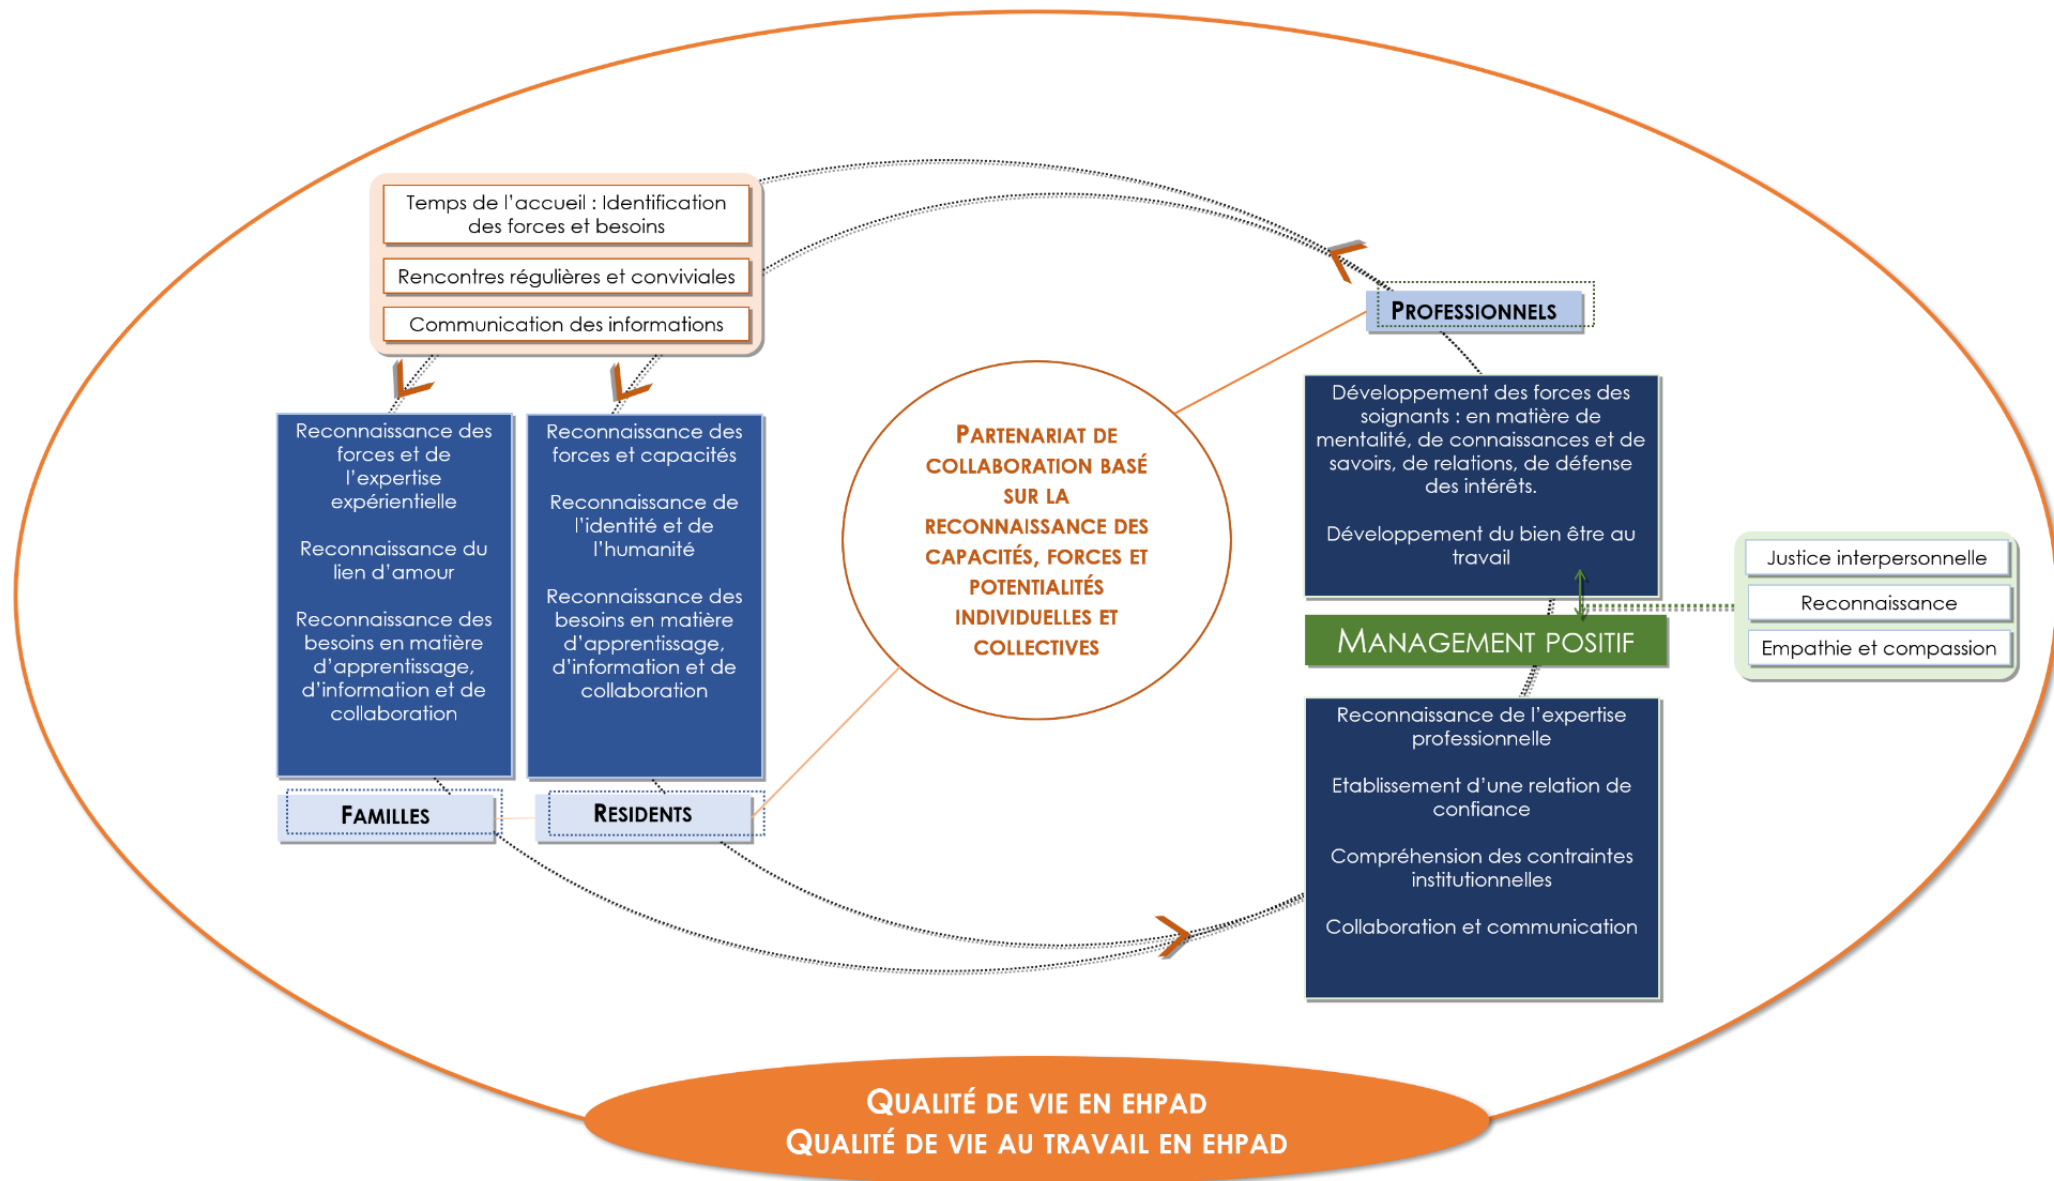 Temps de l'accueil : Identification
des forces et besoins
Rencontres régulières et conviviales
Communication des informations
Reconnaissance des
forces et de
l'expertise
expérientielle
Reconnaissance du
lien d'amour
Reconnaissance des
besoins en matière
d'apprentissage,
d'information et de
collaboration
FAMILLES
Reconnaissance des
forces et capacités
Reconnaissance de
l'identité et de
l'humanité
Reconnaissance des
besoins en matière
d'apprentissage,
d'information et de
collaboration
RESIDENTS
PARTENARIAT DE
COLLABORATION BASÉ
SUR LA
RECONNAISSANCE DES
CAPACITÉS, FORCES ET
POTENTIALITÉS
INDIVIDUELLES ET
COLLECTIVES
PROFESSIONNELS
Développement des forces des
soignants : en matière de
mentalité, de connaissances et de
savoirs, de relations, de défense
des intérêts.
Développement du bien être au
travail
MANAGEMENT POSITIF
Justice interpersonnelle
Reconnaissance
Empathie et compassion
Reconnaissance de l'expertise
professionnelle
Etablissement d'une relation de
confiance
Compréhension des contraintes
institutionnelles
Collaboration et communication
QUALITÉ DE VIE EN EHPAD
QUALITÉ DE VIE AU TRAVAIL EN EHPAD